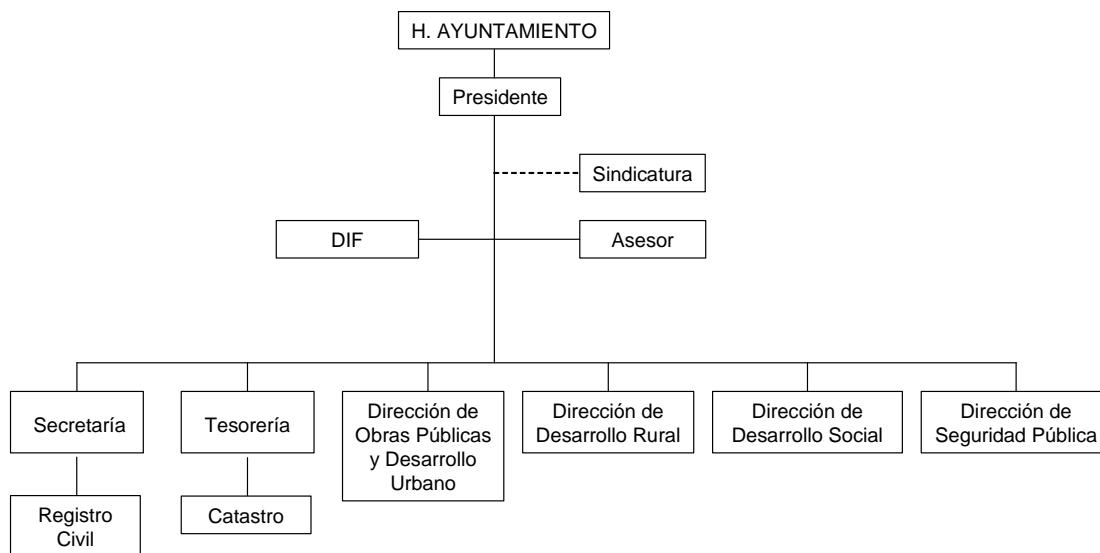 H. AYUNTAMIENTO
Presidente
Sindicatura
DIF
Asesor
Secretaría
Tesorería
Dirección de
Obras Públicas
y Desarrollo
Urbano
Dirección de
Desarrollo Rural
Dirección de
Desarrollo Social
Dirección de
Seguridad Pública
Registro
Civil
Catastro